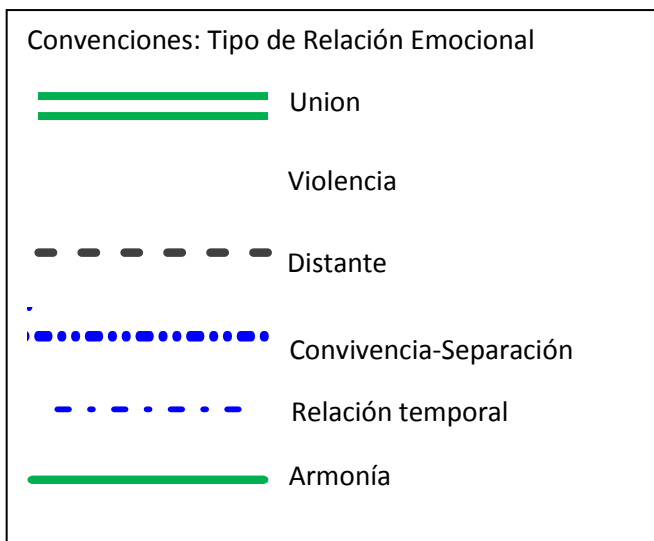 Convenciones: Tipo de Relación Emocional
Union
Violencia
Distante
Convivencia-Separación
Relación temporal
Armonía